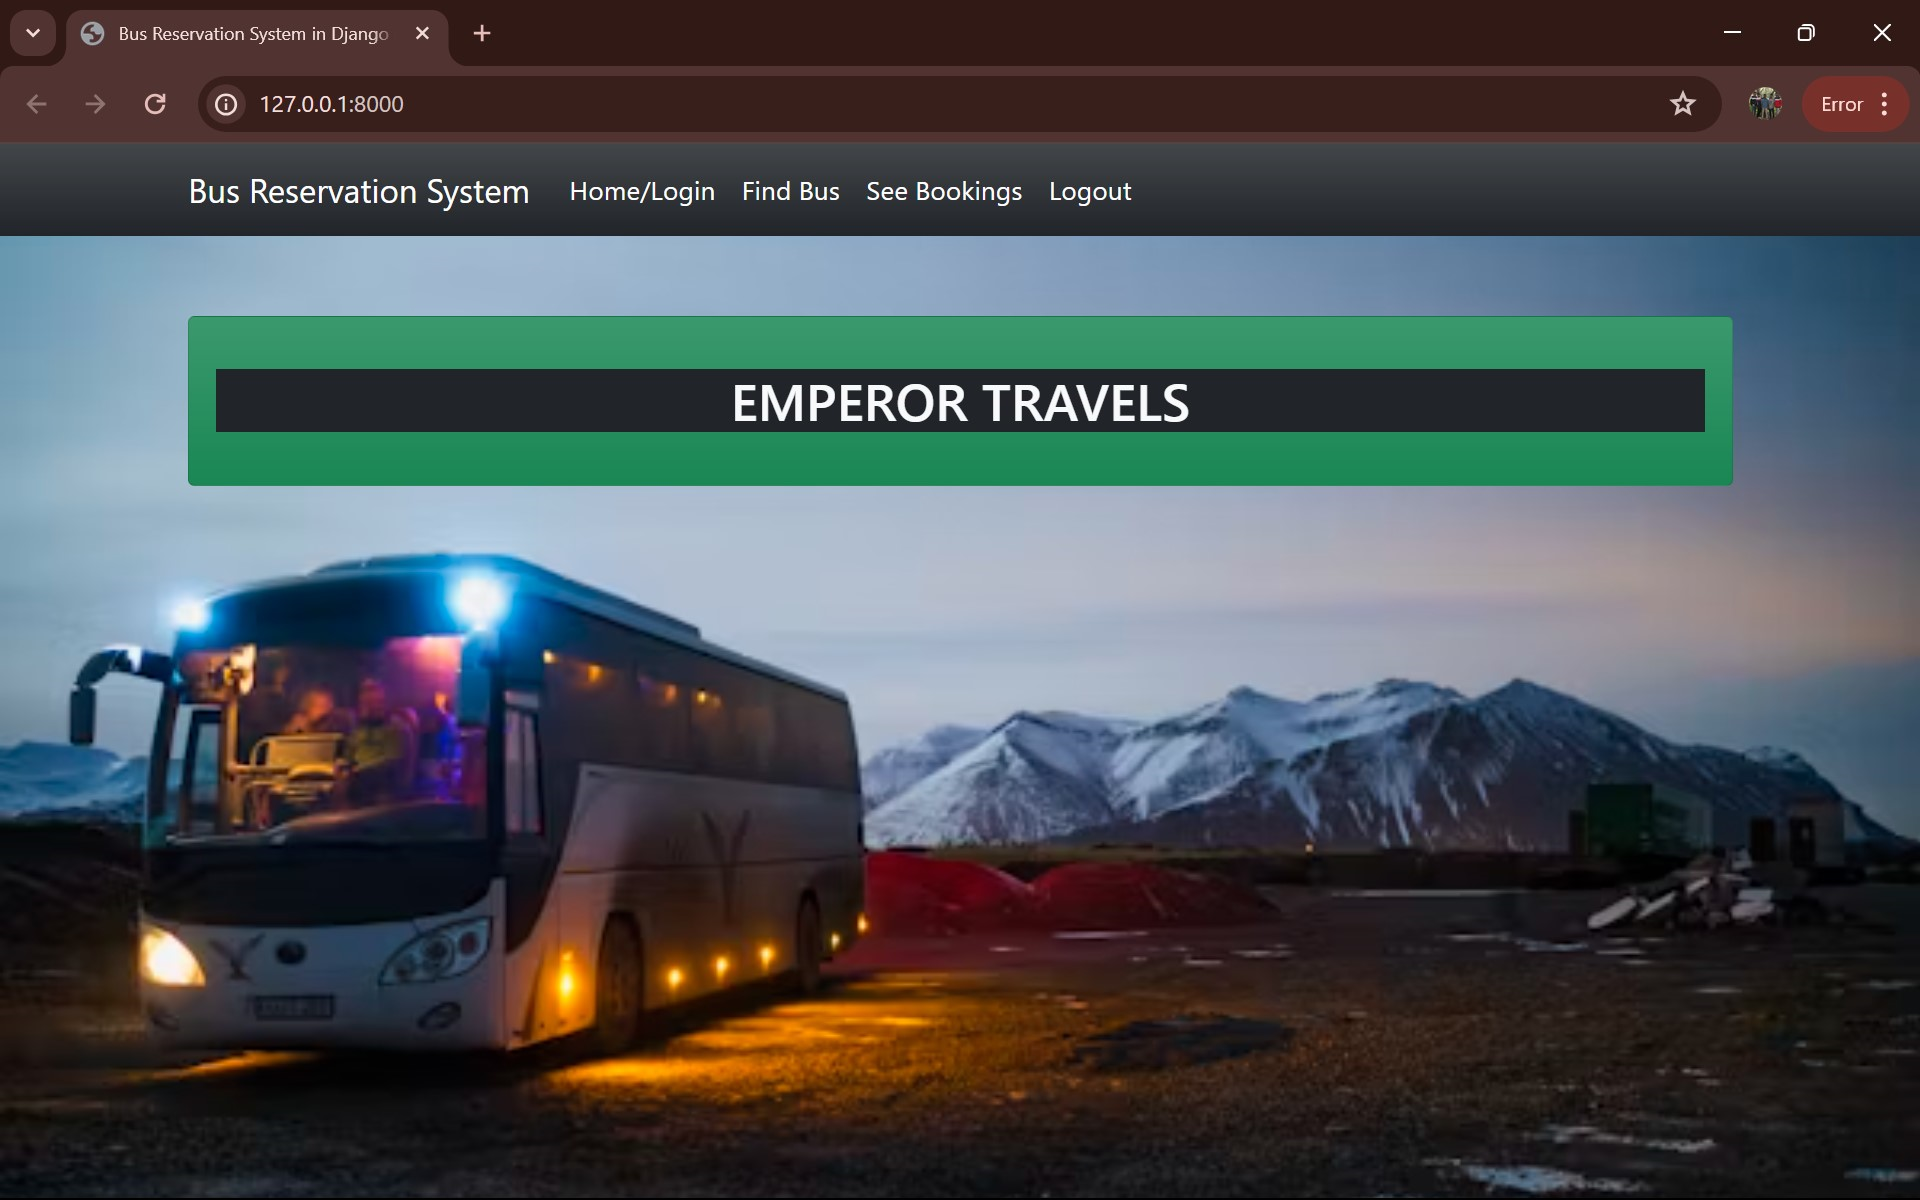 Bus Reservation System in Django
127.0.0.1:8000
Error
Bus Reservation System
Home/Login Find Bus See Bookings Logout
EMPEROR TRAVELS